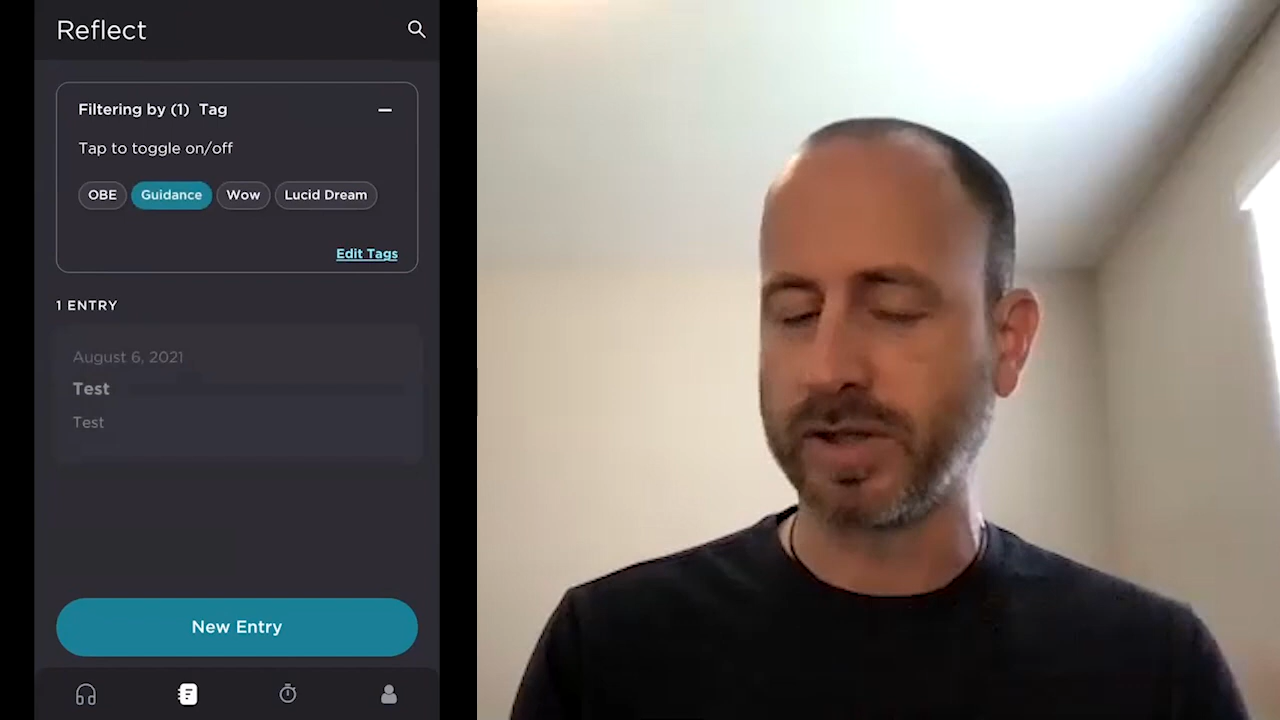 Reflect
Filtering by (1) Tag
Tap to toggle on/off
OBE Guidance Wow Lucid Dream
Edit Tags
1 ENTRY
August 6, 2021
Test
Test
New Entry